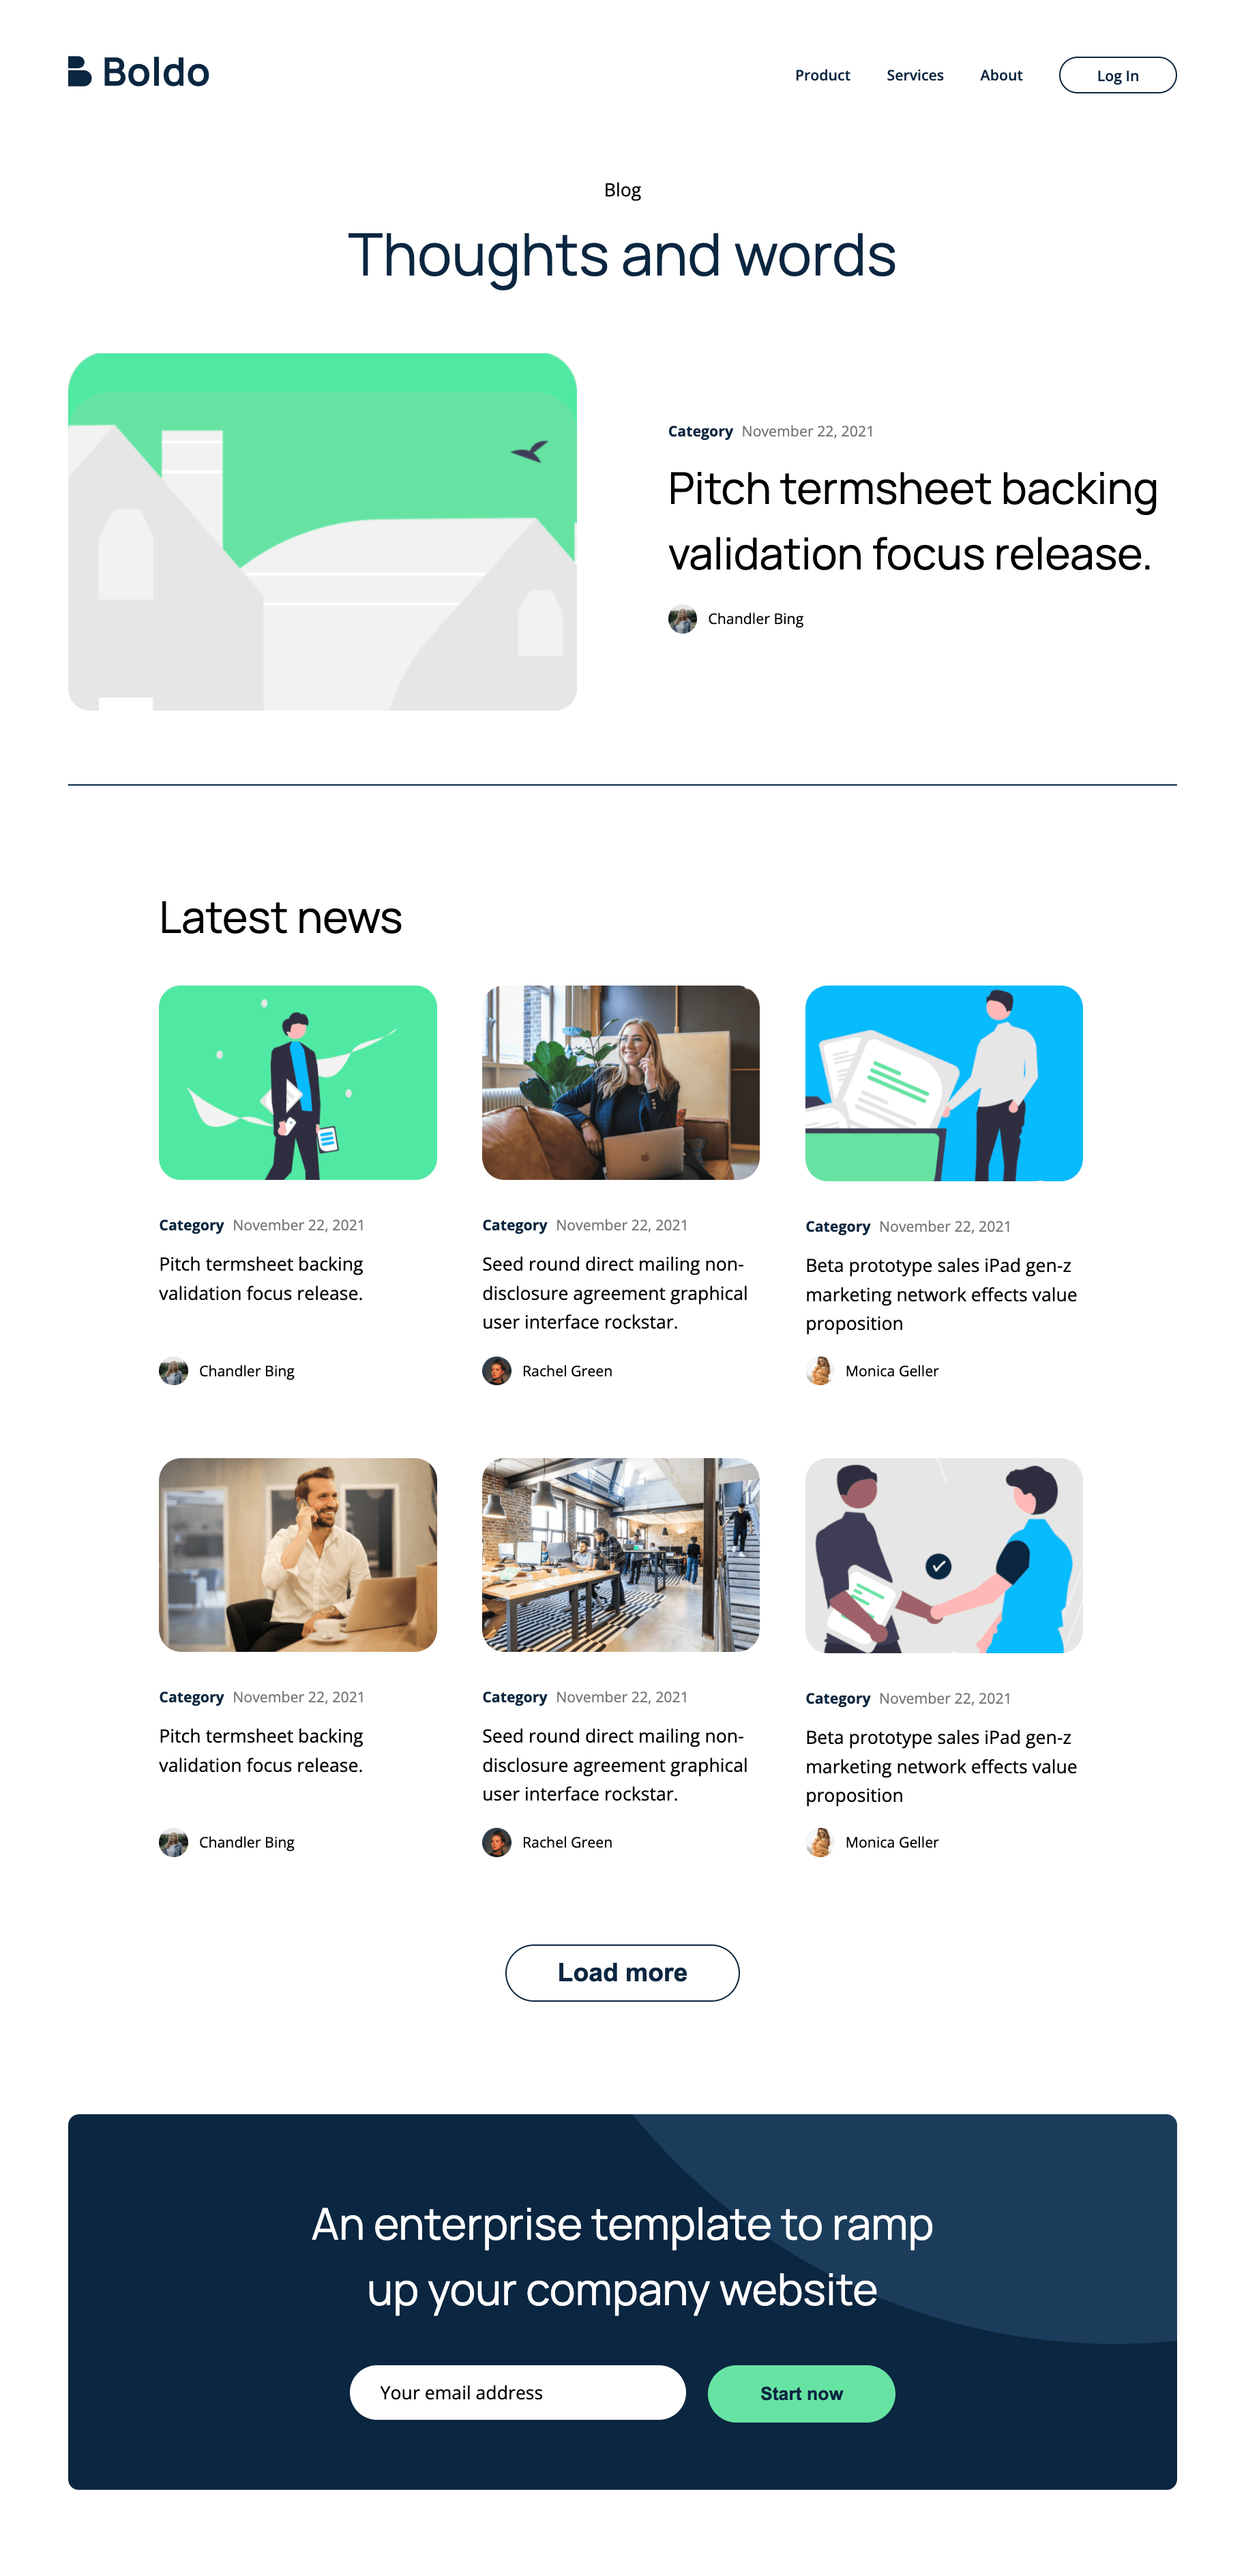 Boldo
Product Services About Log In
Blog
Thoughts and words
Category November 22, 2021
Pitch termsheet backing
validation focus release.
Chandler Bing
Latest news
Category November 22, 2021
Pitch termsheet backing
validation focus release.
Chandler Bing
Category November 22, 2021
Seed round direct mailing non-
disclosure agreement graphical
user interface rockstar.
Rachel Green
Category November 22, 2021
Beta prototype sales iPad gen-z
marketing network effects value
proposition
Monica Geller
Category November 22, 2021
Pitch termsheet backing
validation focus release.
Chandler Bing
Category November 22, 2021
Seed round direct mailing non-
disclosure agreement graphical
user interface rockstar.
Rachel Green
Category November 22, 2021
Beta prototype sales iPad gen-z
marketing network effects value
proposition
Monica Geller
Load more
An enterprise template to ramp
up your company website
Your email address
Start now